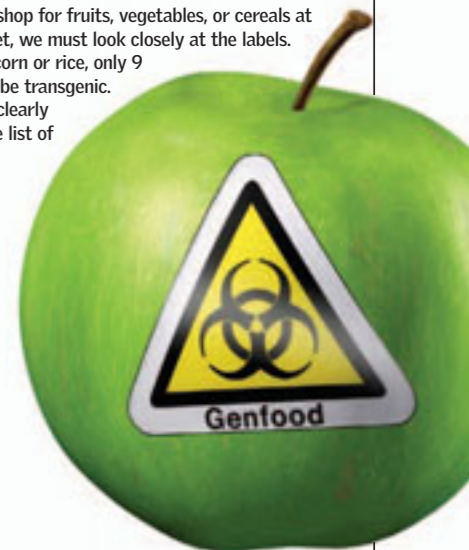 shop for fruits, vegetables, or cereals at
et, we must look closely at the labels.
corn or rice, only 9
be transgenic.
clearly
e list of
Genfood